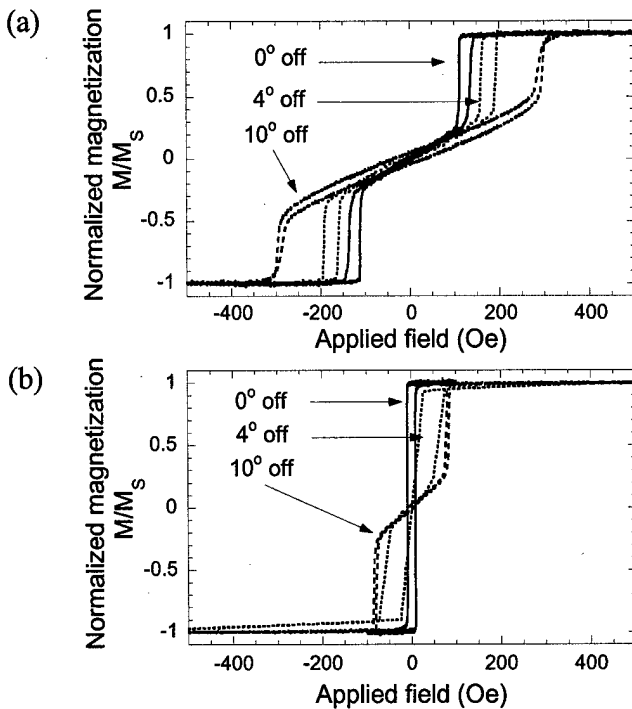 (a)
Normalized magnetization
M/MS
1
0.5
0
-0.5
-1
0° off
4° off
10° off
-400 -200 0 200 400
Applied field (Oe)
(b)
Normalized magnetization
M/MS
1
0.5
0
-0.5
-1
0° off
4° off
10° off
-400 -200 0 200 400
Applied field (Oe)